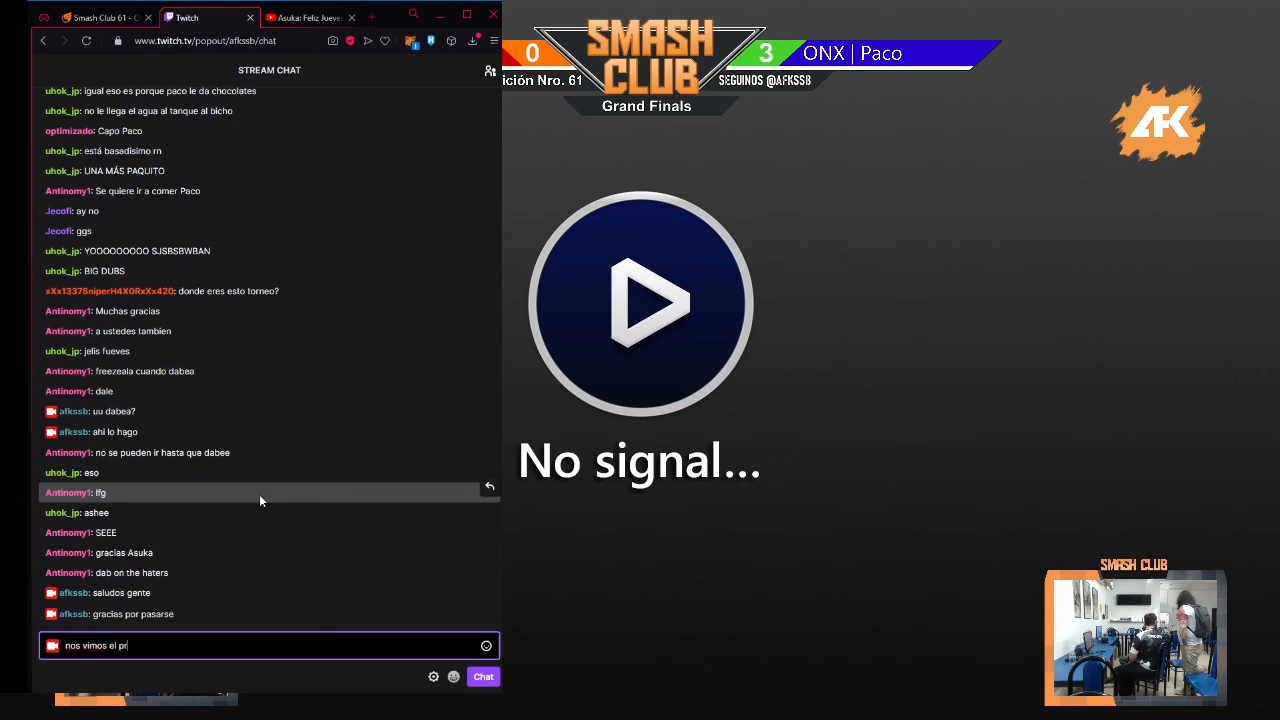 Smash Club 61 - C
Twitch
Asuka: Feliz Jueves
www.twitch.tv/popout/afkssb/chat
STREAM CHAT
uhok_jp: igual eso es porque paco le da chocolates
uhok_jp: no le llega el agua al tanque al bicho
optimizado: Capo Paco
uhok_jp: está basadisimo rn
uhok_jp: UNA MÁS PAQUITO
Antinomy1: Se quiere ir a comer Paco
Jecofi: ay no
Jecofi: ggs
uhok_jp: YOOOOOOOOO SJSBSBWBAN
uhok_jp: BIG DUBS
xXx1337SniperH4X0RxXx420: donde eres esto torneo?
Antinomy1: Muchas gracias
Antinomy1: a ustedes tambien
uhok_jp: jelis fueves
Antinomy1: freezeala cuando dabea
Antinomy1: dale
afkssb: uu dabea?
afkssb: ahi lo hago
Antinomy1: no se pueden ir hasta que dabee
uhok_jp: eso
Antinomy1: lfg
uhok_jp: ashee
Antinomy1: SEEE
Antinomy1: gracias Asuka
Antinomy1: dab on the haters
afkssb: saludos gente
afkssb: gracias por pasarse
nos vimos el pr
Chat
0
SMASH
CLUB
3
ONX | Paco
ición Nro. 61
SEGUINOS @AFKSSB
Grand Finals
AFK
No signal...
SMASH CLUB